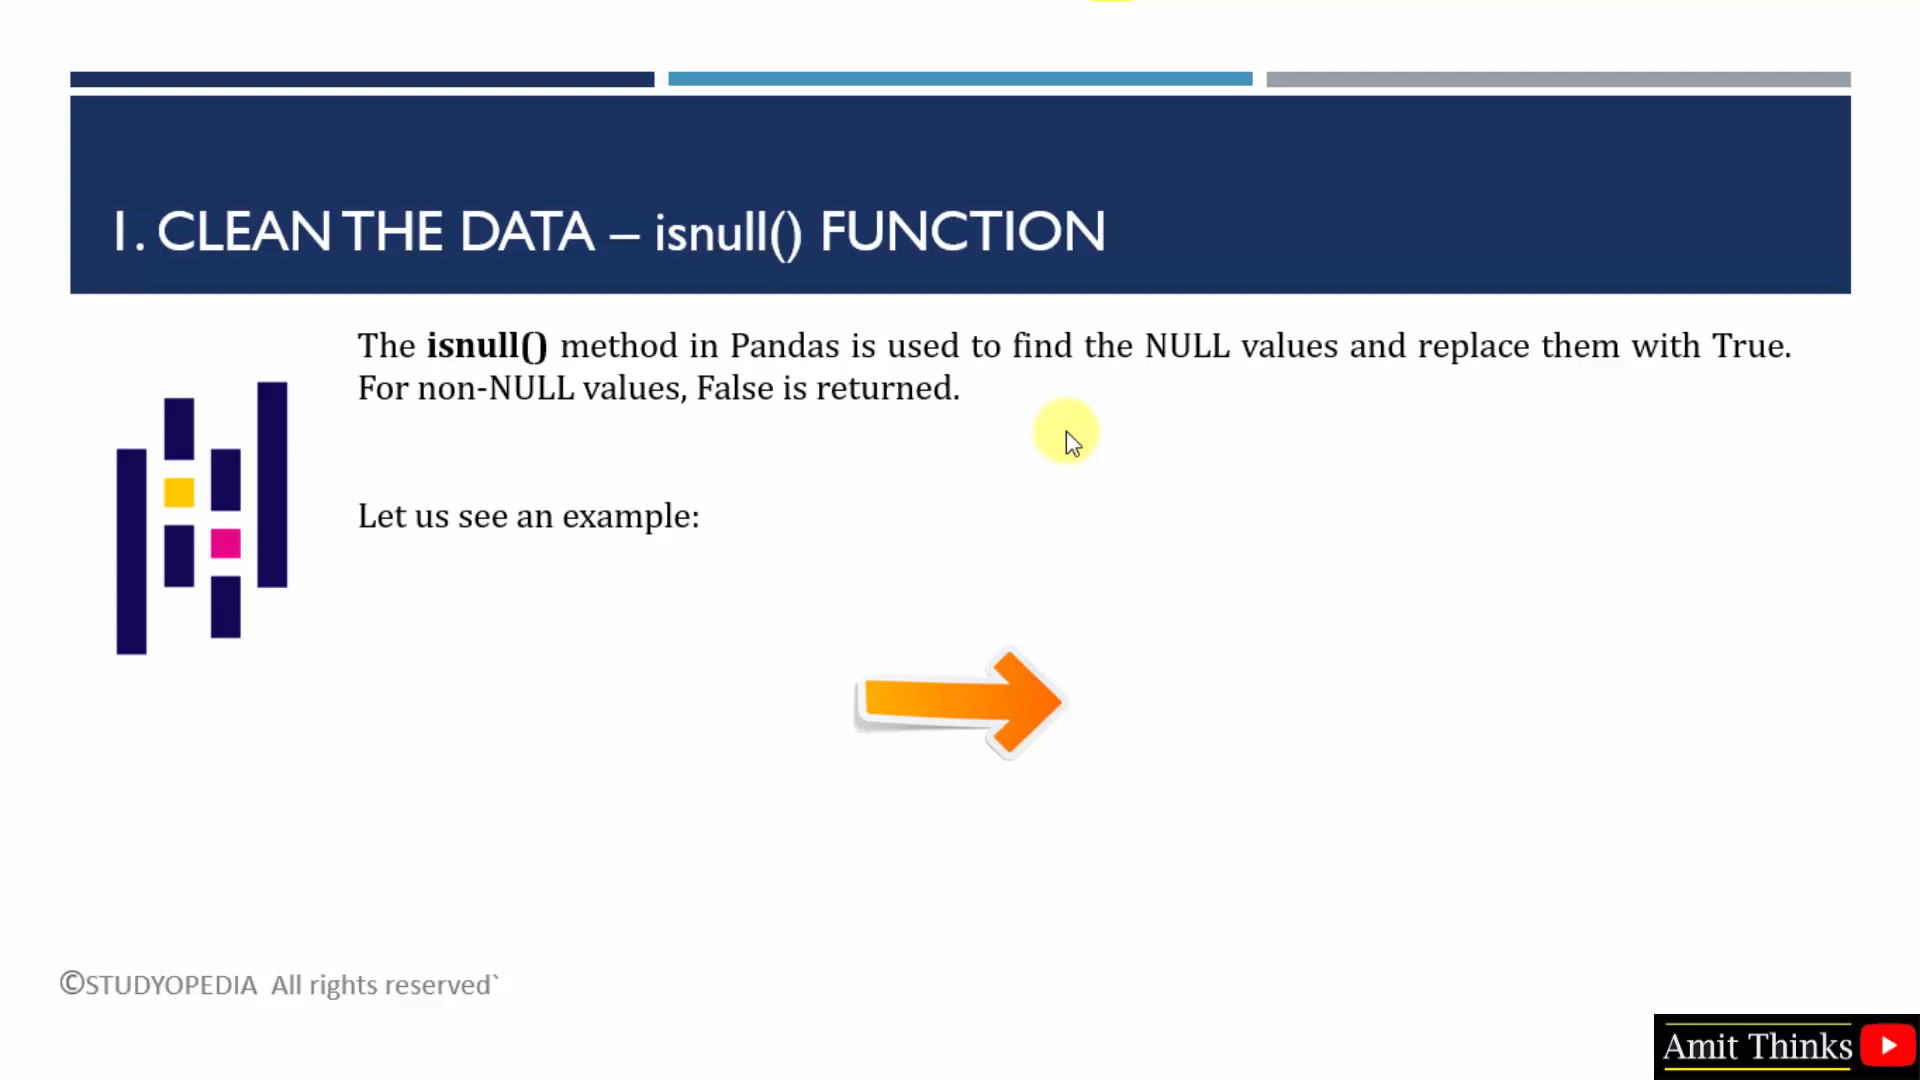 1. CLEAN THE DATA – isnull() FUNCTION
The isnull() method in Pandas is used to find the NULL values and replace them with True.
For non-NULL values, False is returned.
Let us see an example:
©STUDYOPEDIA All rights reserved`
Amit Thinks